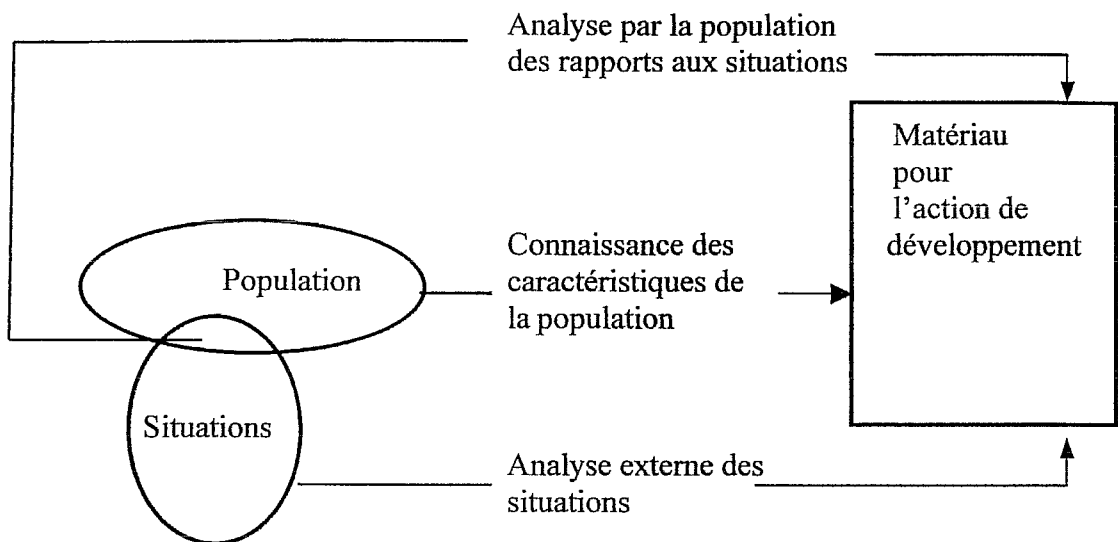 Analyse par la population
des rapports aux situations
Matériau
pour
l'action de
développement
Population
Connaissance des
caractéristiques de
la population
Situations
Analyse externe des
situations